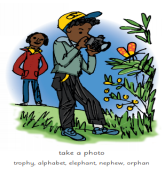 take a photo
trophy, alphabet, elephant, nephew, orphan